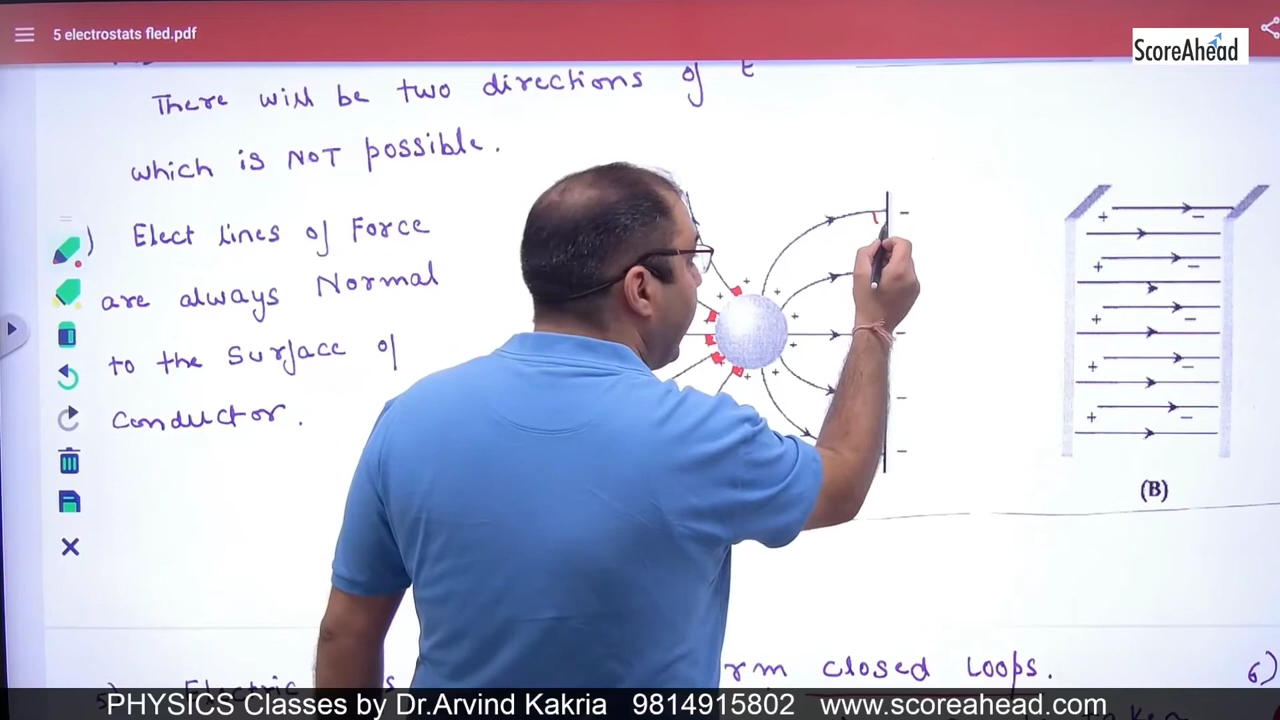 5 electrostats fled.pdf
ScoreAhead
There will be two directions of E
which is NOT possible.
) Elect lines of Force
are always Normal
to the Surface of
Conductor.
(B)
closed loops.
6)
PHYSICS Classes by Dr.Arvind Kakria 9814915802 www.scoreahead.com